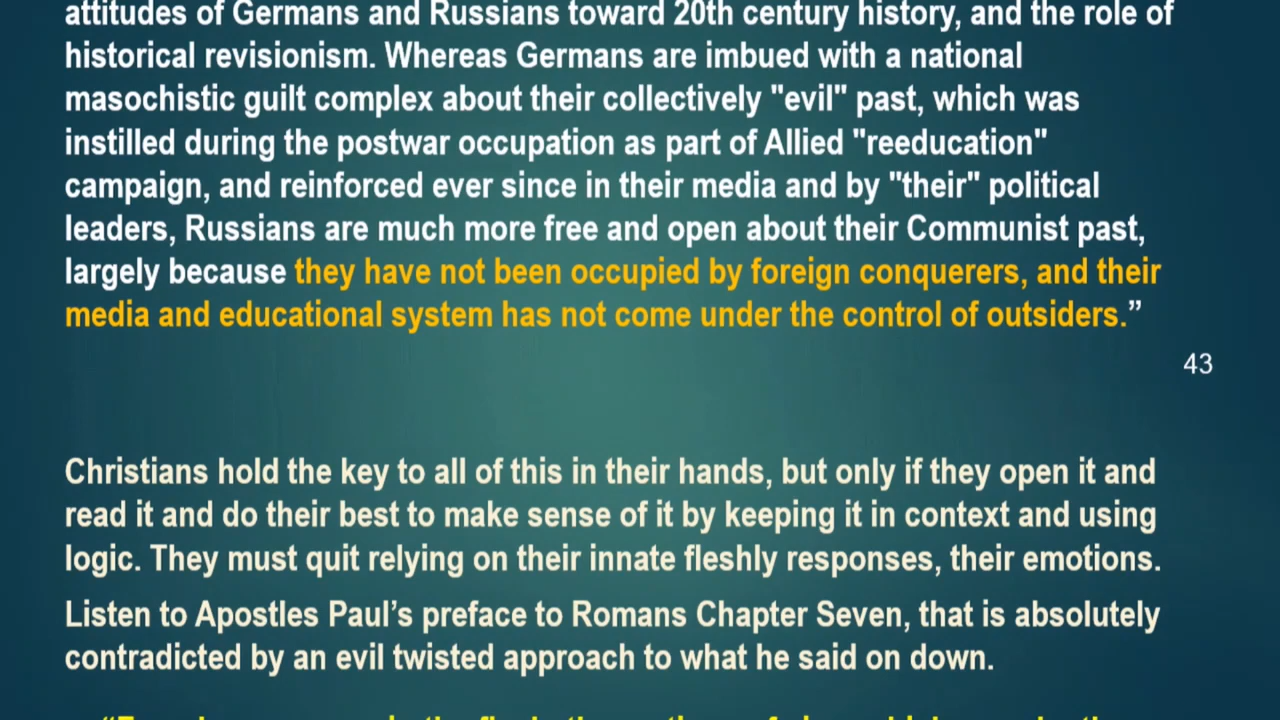 attitudes of Germans and Russians toward 20th century history, and the role of
historical revisionism. Whereas Germans are imbued with a national
masochistic guilt complex about their collectively "evil" past, which was
instilled during the postwar occupation as part of Allied "reeducation"
campaign, and reinforced ever since in their media and by "their" political
leaders, Russians are much more free and open about their Communist past,
largely because they have not been occupied by foreign conquerers, and their
media and educational system has not come under the control of outsiders.”
43
Christians hold the key to all of this in their hands, but only if they open it and
read it and do their best to make sense of it by keeping it in context and using
logic. They must quit relying on their innate fleshly responses, their emotions.
Listen to Apostles Paul’s preface to Romans Chapter Seven, that is absolutely
contradicted by an evil twisted approach to what he said on down.